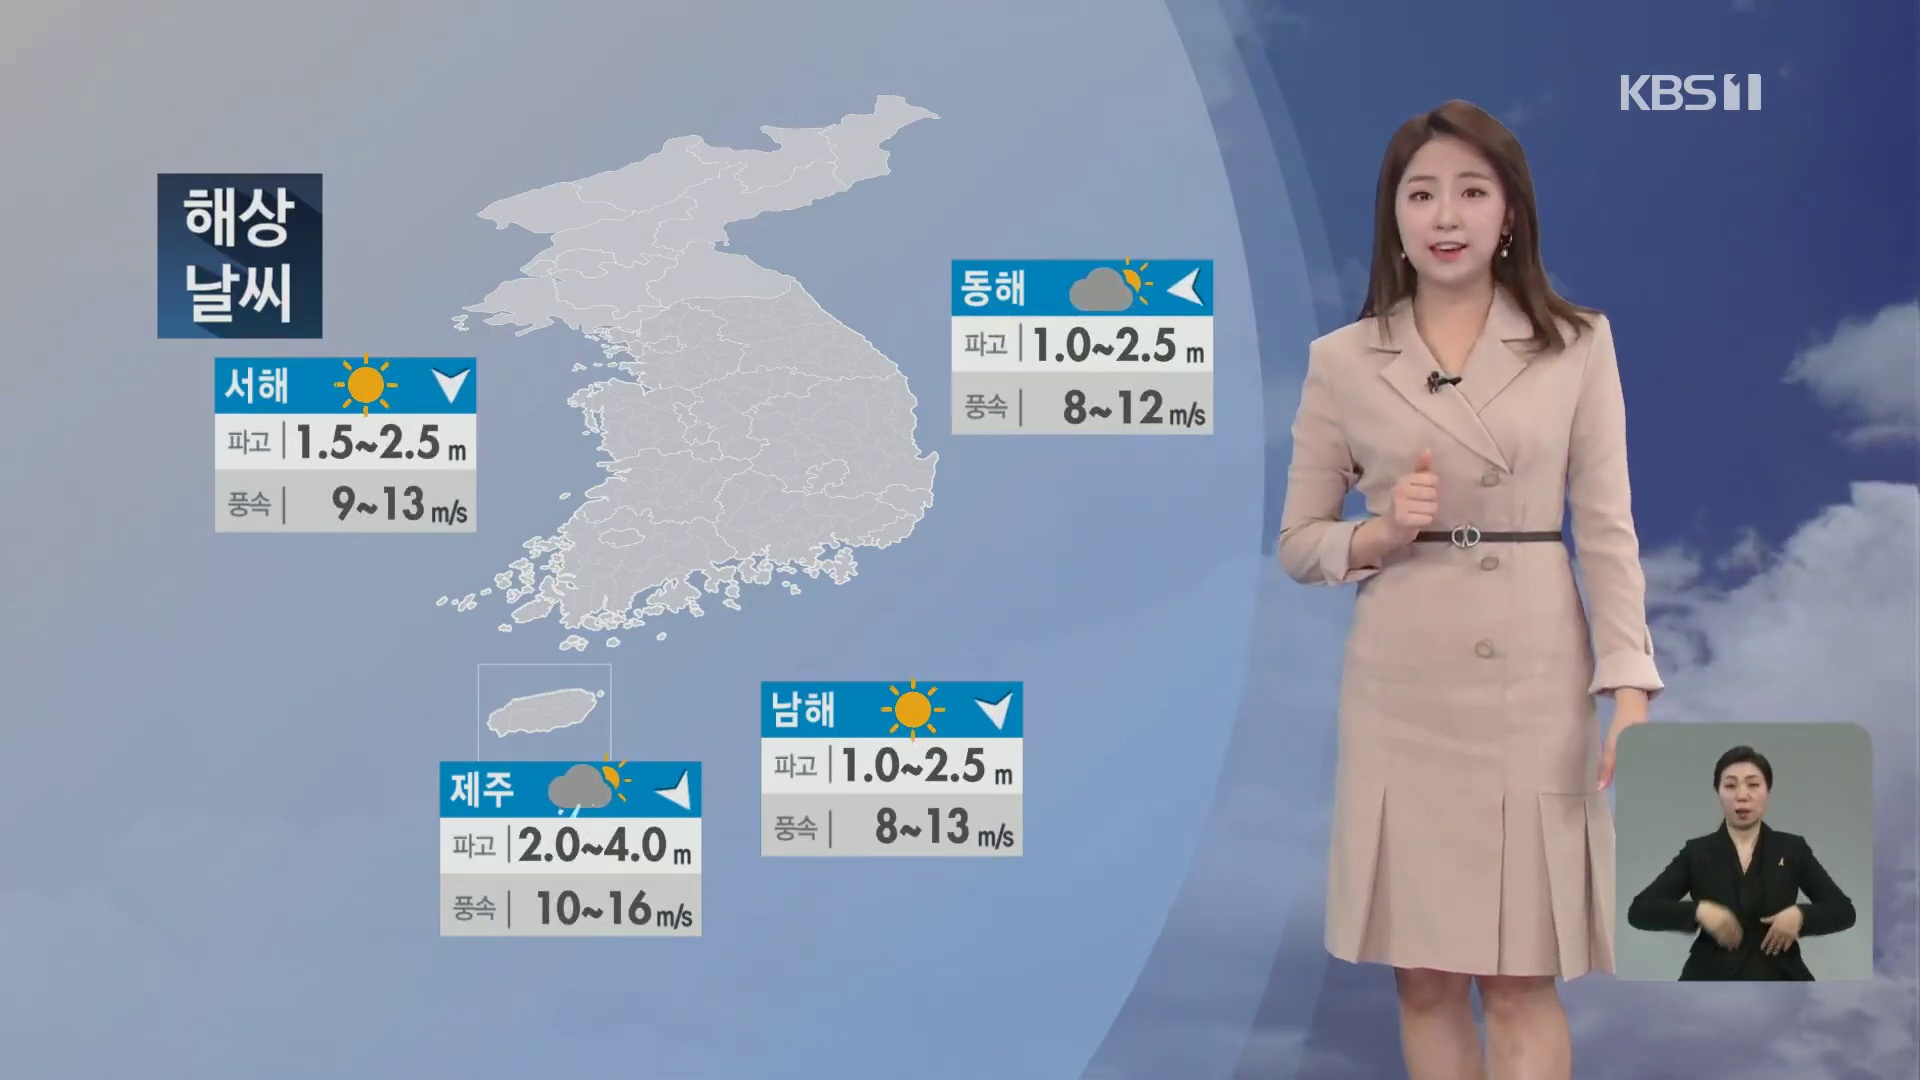 KBS 1
해상
날씨
동해
파고 1.0~2.5 m
풍속 8~12 m/s
서해
파고 1.5~2.5 m
풍속 9~13 m/s
남해
파고 1.0~2.5 m
풍속 8~13 m/s
제주
파고 2.0~4.0 m
풍속 10~16 m/s